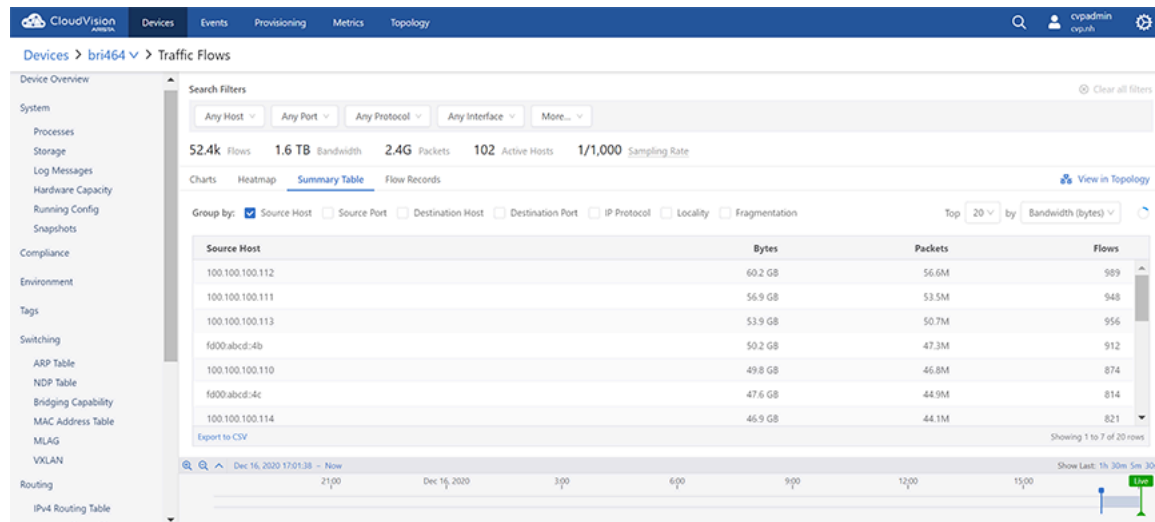 CloudVision
ARISTA
Devices
Events
Provisioning
Metrics
Topology
cvpadmin
cvp.nh
Devices > bri464 > Traffic Flows
Device Overview
System
Processes
Storage
Log Messages
Hardware Capacity
Running Config
Snapshots
Compliance
Environment
Tags
Switching
ARP Table
NDP Table
Bridging Capability
MAC Address Table
MLAG
VXLAN
Routing
IPv4 Routing Table
Search Filters
Clear all filters
Any Host
Any Port
Any Protocol
Any Interface
More...
52.4k Flows 1.6 TB Bandwidth 2.4G Packets 102 Active Hosts 1/1,000 Sampling Rate
Charts Heatmap Summary Table Flow Records
View in Topology
Group by: Source Host Source Port Destination Host Destination Port IP Protocol Locality Fragmentation
Top 20 by Bandwidth (bytes)
Source Host Bytes Packets Flows
100.100.100.112 60.2 GB 56.6M 989
100.100.100.111 56.9 GB 53.5M 948
100.100.100.113 53.9 GB 50.7M 956
fd00:abcd::4b 50.2 GB 47.3M 912
100.100.100.110 49.8 GB 46.8M 874
fd00:abcd::4c 47.6 GB 44.9M 814
100.100.100.114 46.9 GB 44.1M 821
Export to CSV
Showing 1 to 7 of 20 rows
Dec 16, 2020 17:01:38 – Now
Show Last: 1h 30m 5m 30
21:00 Dec 16, 2020 3:00 6:00 9:00 12:00 15:00
Live